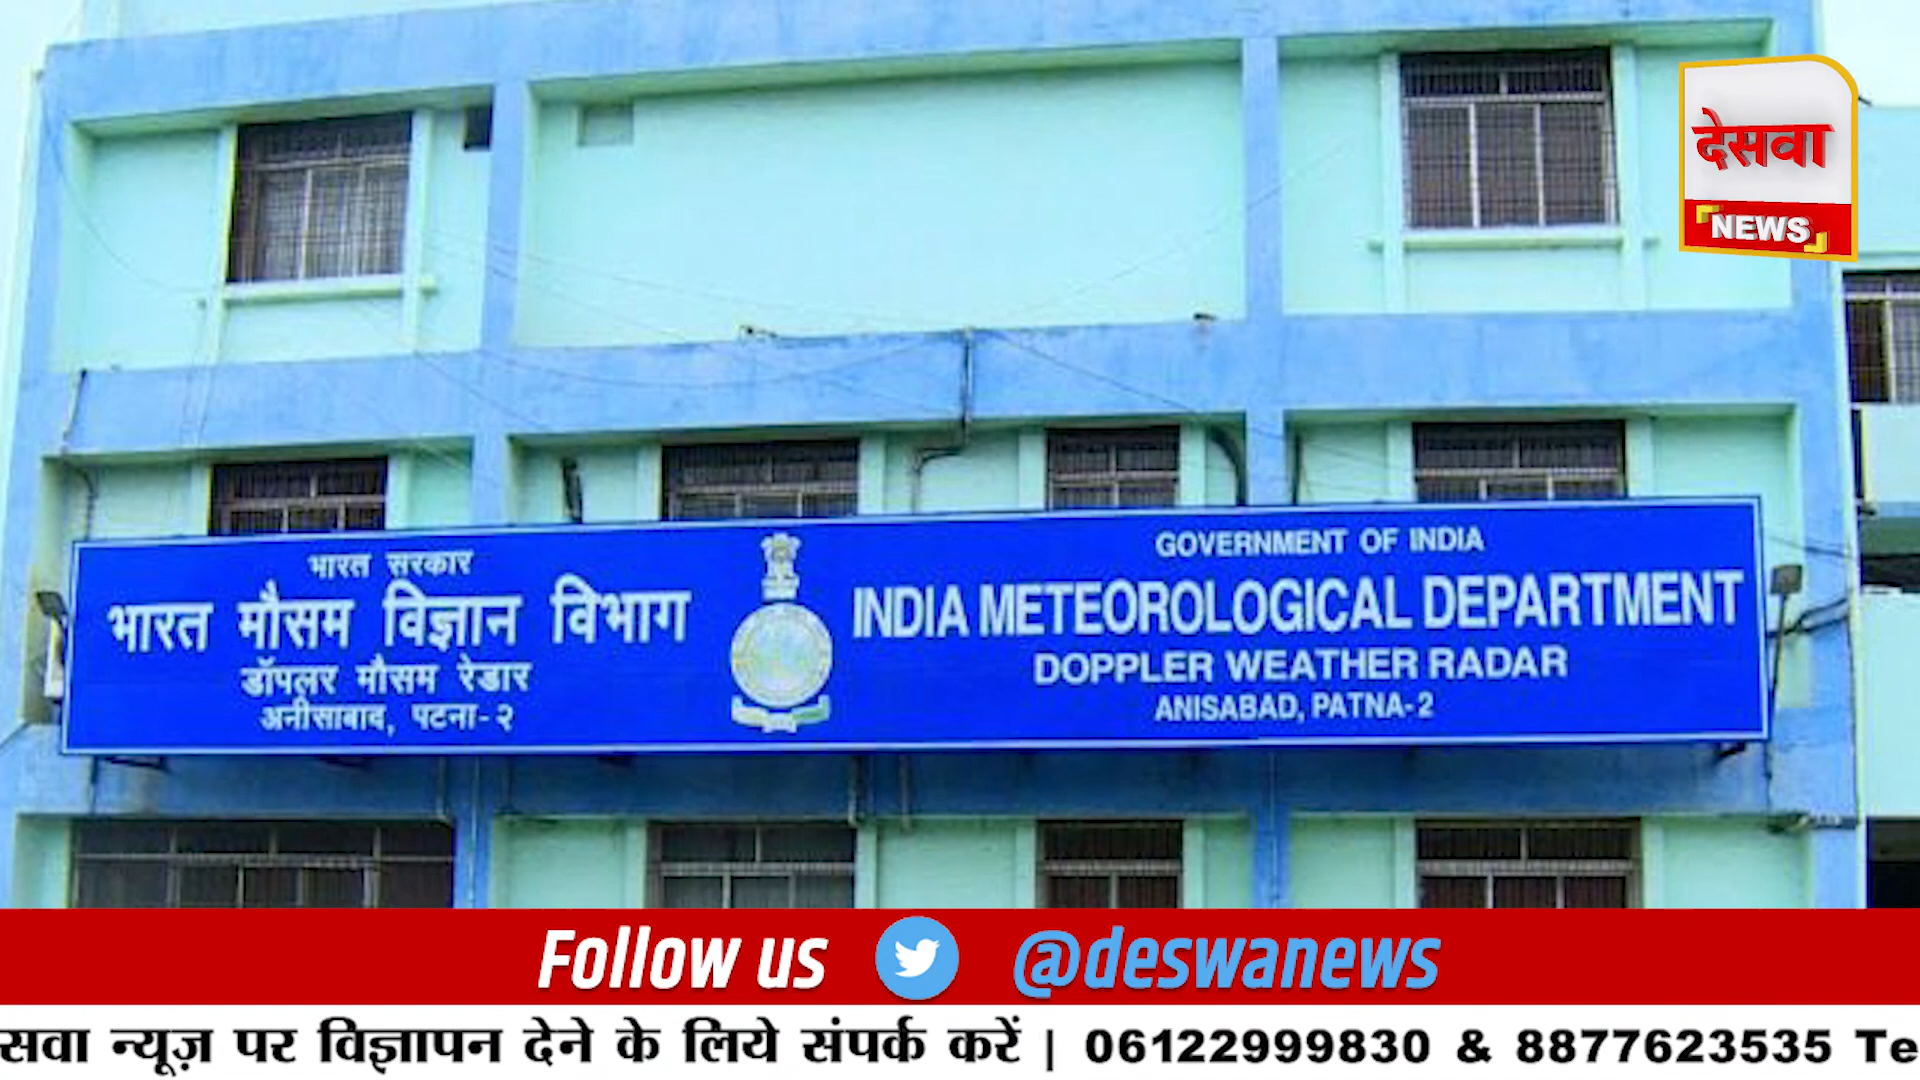 देसवा
NEWS
भारत सरकार
भारत मौसम विज्ञान विभाग
डॉपलर मौसम रेडार
अनीसाबाद, पटना-२
GOVERNMENT OF INDIA
INDIA METEOROLOGICAL DEPARTMENT
DOPPLER WEATHER RADAR
ANISABAD, PATNA-2
Follow us @deswanews
सवा न्यूज़ पर विज्ञापन देने के लिये संपर्क करें | 06122999830 & 8877623535 Te